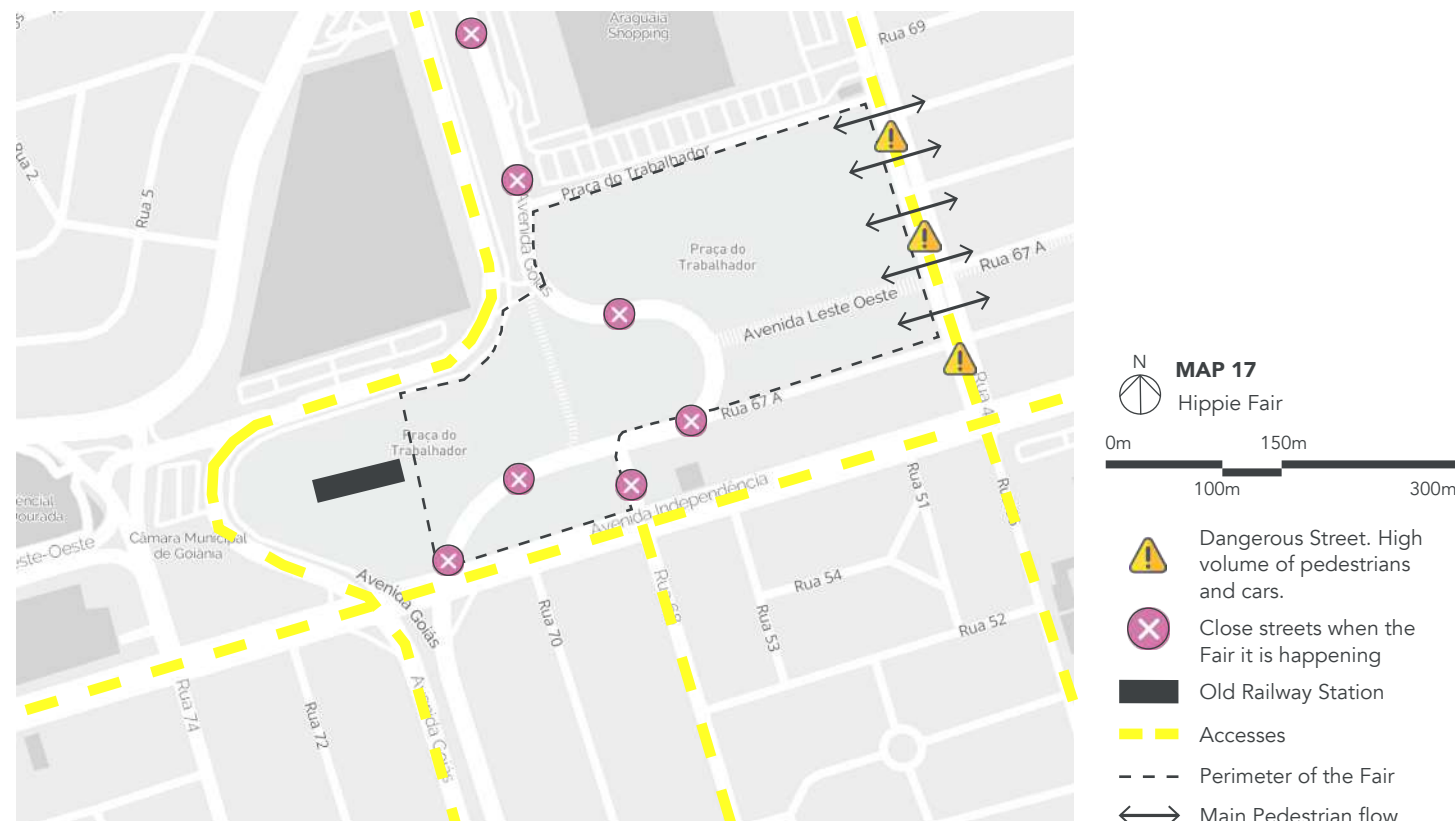 Araguaia
Shopping
Rua 69
Rua 2
Rua 5
Praça do Trabalhador
Avenida Goiás
Praça do
Trabalhador
Rua 67 A
Avenida Leste Oeste
Rua 67 A
Rua 4
Praça do
Trabalhador
Avenida Independência
Rua 51
Câmara Municipal
de Goiânia
Avenida Goiás
Rua 54
Rua 70
Rua 53
Rua 52
Rua 74
Rua 72
Avenida Goiás
N
MAP 17
Hippie Fair
0m 150m
100m 300m
Dangerous Street. High
volume of pedestrians
and cars.
Close streets when the
Fair it is happening
Old Railway Station
Accesses
Perimeter of the Fair
Main Pedestrian flow